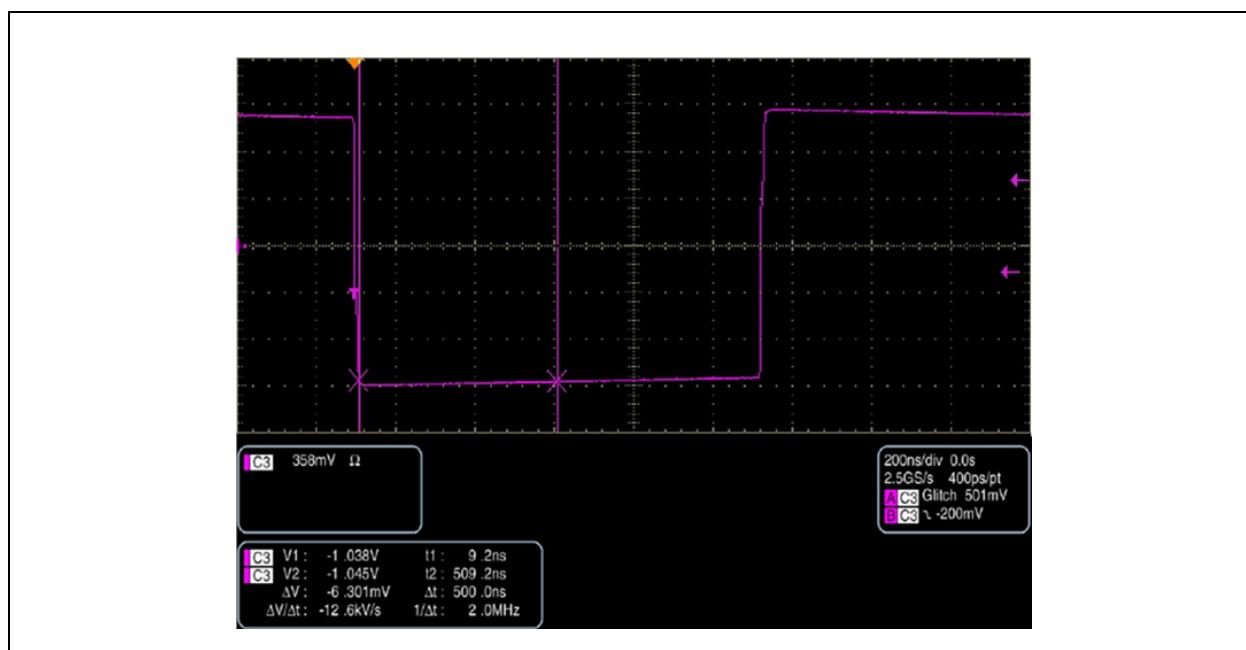 T
C3 358mV Ω
200ns/div 0.0s
2.5GS/s 400ps/pt
A C3 Glitch 501mV
B C3 -200mV
C3 V1 : -1 .038V t1 : 9 .2ns
C3 V2 : -1 .045V t2 : 509 .2ns
ΔV : -6 .301mV Δt : 500 .0ns
ΔV/Δt : -12 .6kV/s 1/Δt : 2 .0MHz